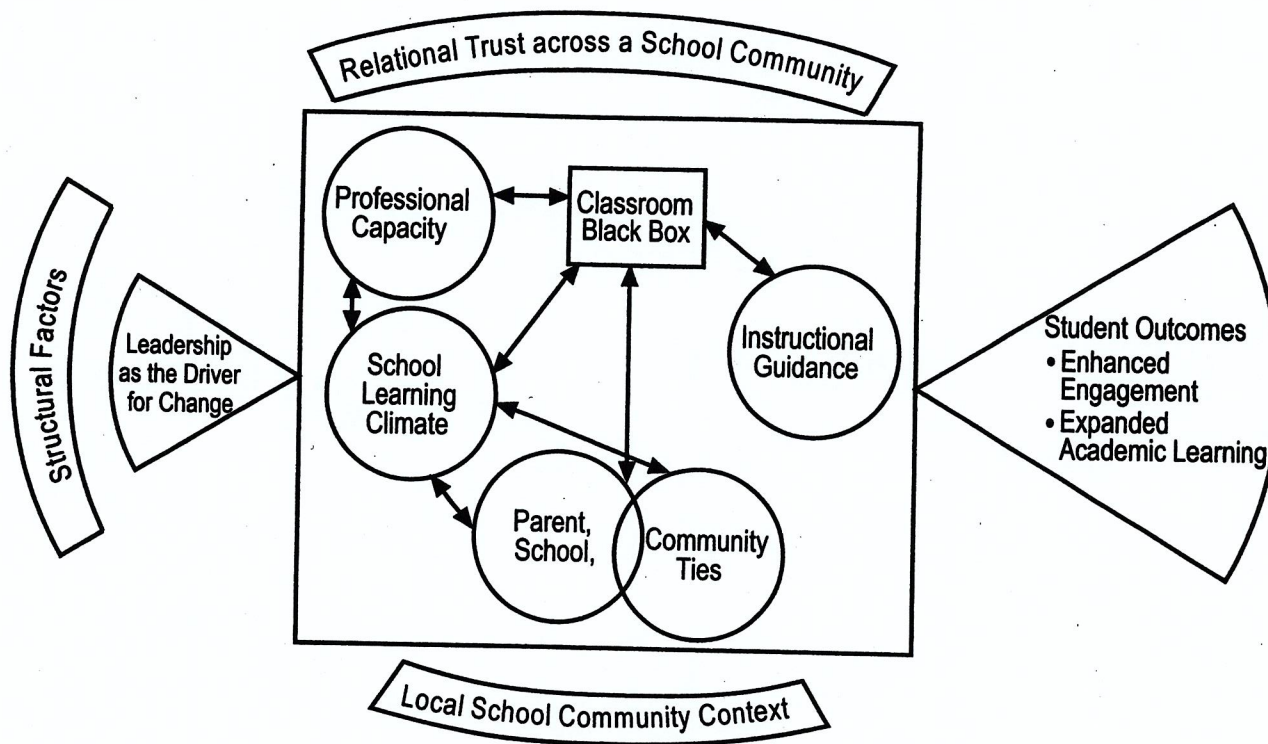 Relational Trust across a School Community
Structural Factors
Leadership
as the Driver
for Change
Professional
Capacity
Classroom
Black Box
School
Learning
Climate
Instructional
Guidance
Parent,
School,
Community
Ties
Student Outcomes
• Enhanced
Engagement
• Expanded
Academic Learning
Local School Community Context